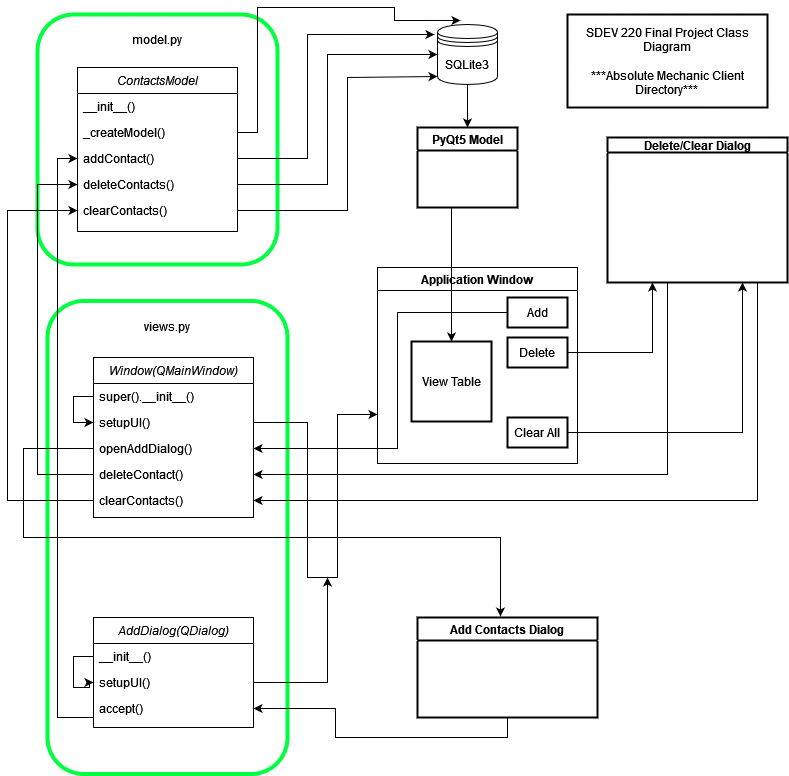 model.py
ContactsModel
__init__()
_createModel()
addContact()
deleteContacts()
clearContacts()
SQLite3
SDEV 220 Final Project Class
Diagram
***Absolute Mechanic Client
Directory***
PyQt5 Model
Delete/Clear Dialog
Application Window
Add
Delete
View Table
Clear All
views.py
Window(QMainWindow)
super().__init__()
setupUI()
openAddDialog()
deleteContact()
clearContacts()
AddDialog(QDialog)
__init__()
setupUI()
accept()
Add Contacts Dialog